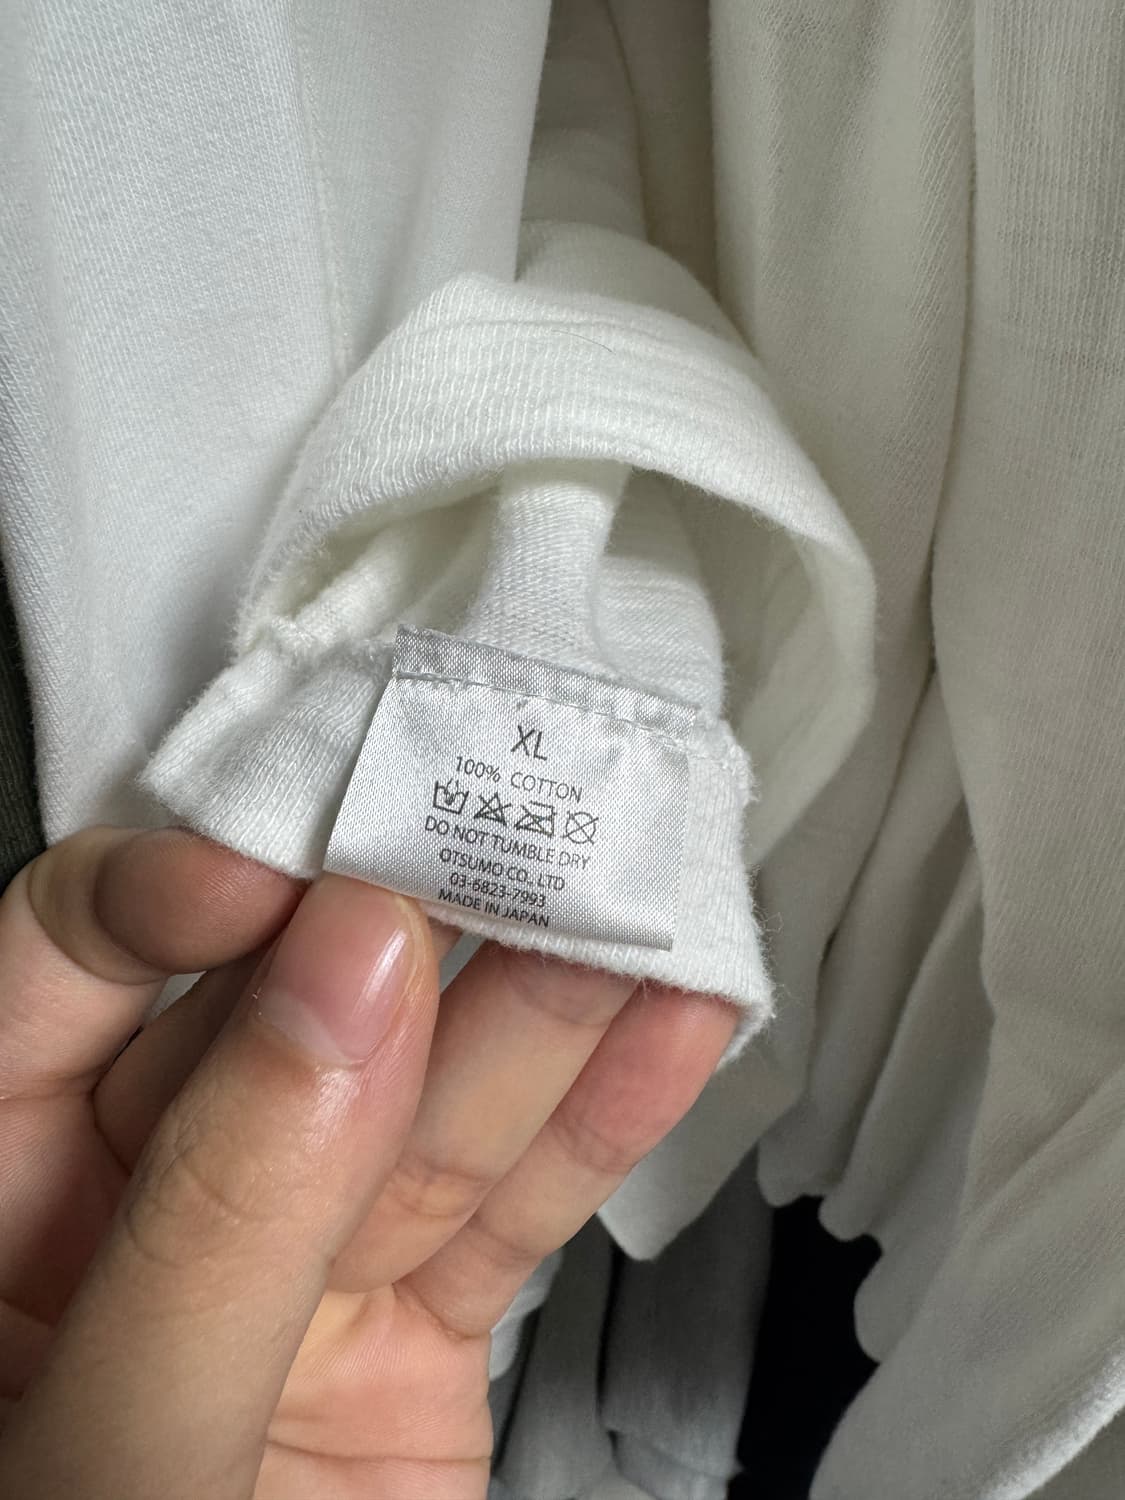 XL
100% COTTON
DO NOT TUMBLE DRY
OTSUMO CO., LTD
03-6823-7993
MADE IN JAPAN